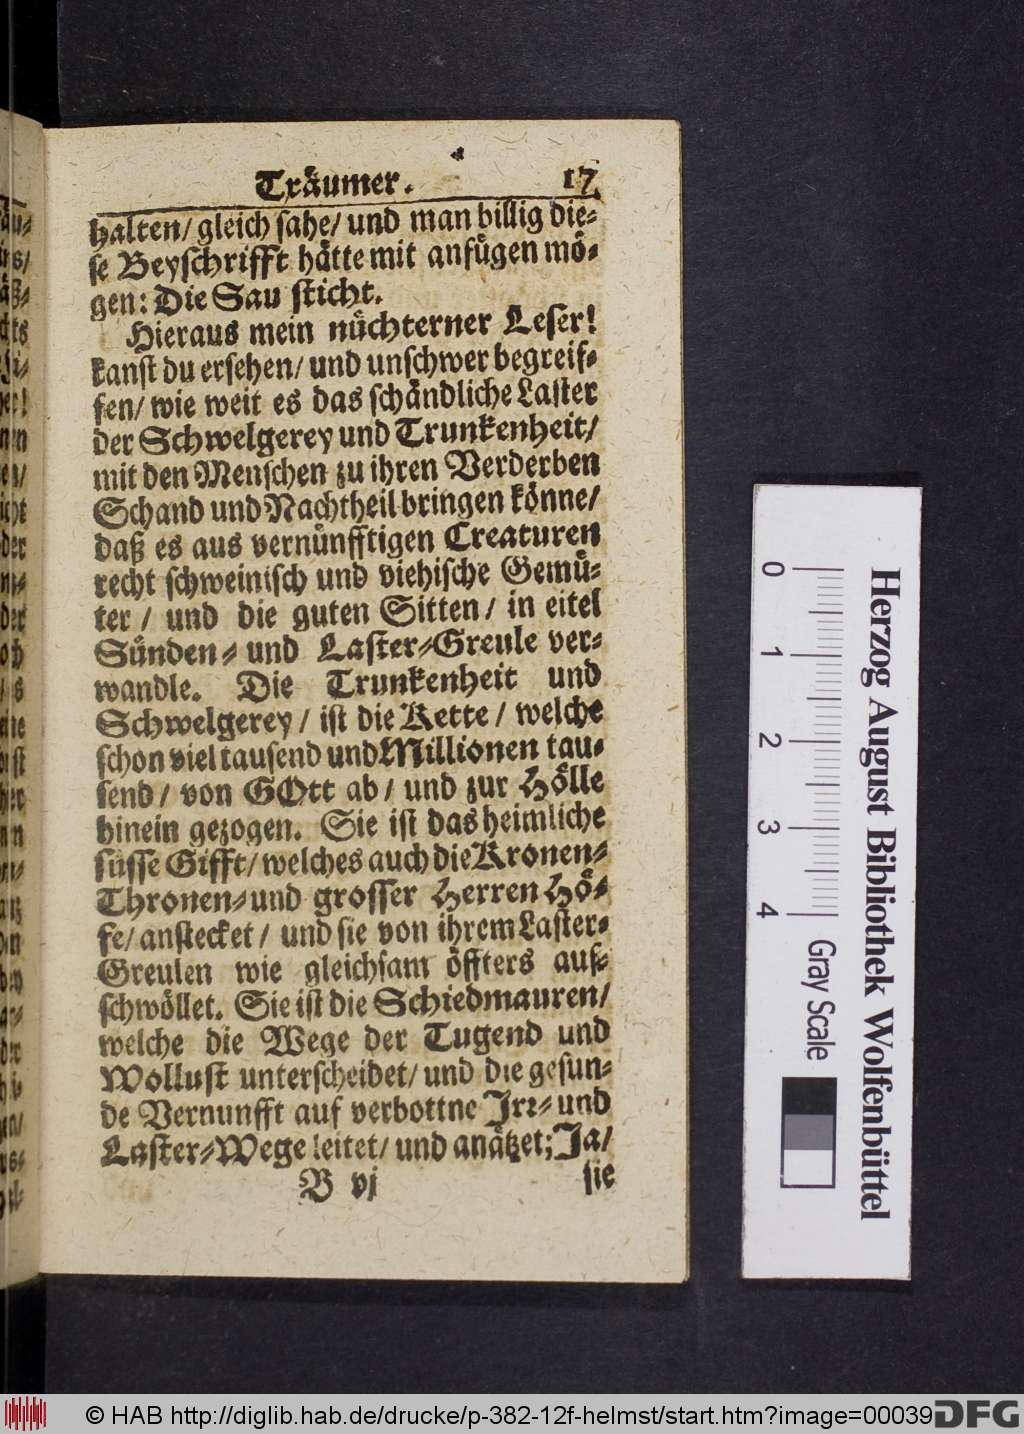 Träumer. 17
halten/ gleich sahe/ und man billig die-
se Beyschrifft hätte mit anfügen mö-
gen: Die Sau sticht.
Hieraus mein nüchterner Leser!
kanst du ersehen/ und unschwer begreif-
fen/ wie weit es das schändliche Laster
der Schwelgerey und Trunkenheit/
mit den Menschen zu ihren Verderben
Schand und Nachtheil bringen könne/
daß es aus vernünfftigen Creaturen
recht schweinisch und viehische Gemü-
ter / und die guten Sitten / in eitel
Sünden- und Laster-Greule ver-
wandle. Die Trunkenheit und
Schwelgerey / ist die Kette / welche
schon viel tausend und Millionen tau-
send / von GOtt ab / und zur Hölle
hinein gezogen. Sie ist das heimliche
süsse Gifft/ welches auch die Kronen-
Thronen- und grosser Herren Hö-
fe/ anstecket / und sie von ihrem Laster-
Greulen wie gleichsam öffters auf-
schwöllet. Sie ist die Schiedmauren/
welche die Wege der Tugend und
Wollust unterscheidet/ und die gesun-
de Vernunfft auf verbottne Irr- und
Laster-Wege leitet/ und anätzet; Ja/
B vj sie
0 1 2 3 4 Gray Scale
Herzog August Bibliothek Wolfenbüttel
© HAB http://diglib.hab.de/drucke/p-382-12f-helmst/start.htm?image=00039
DFG